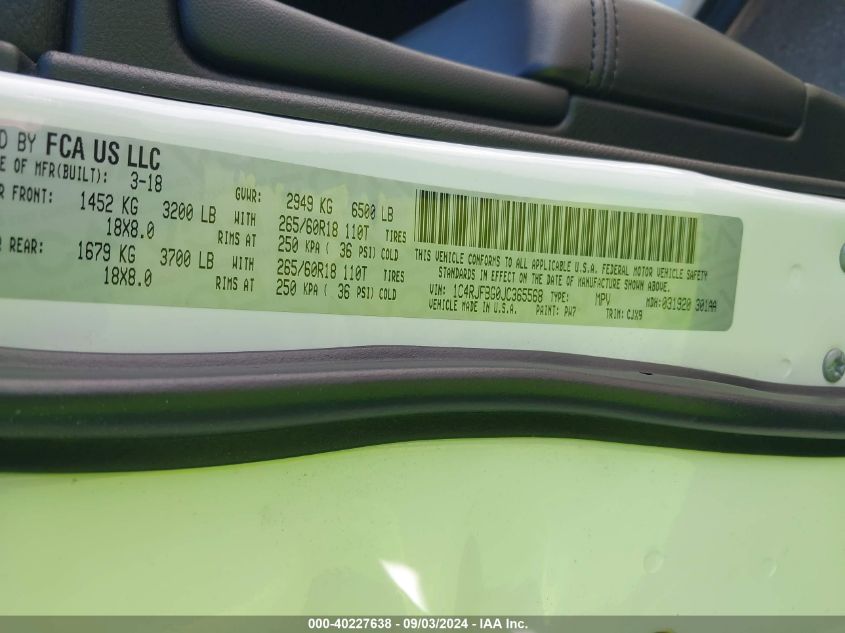 D BY FCA US LLC
E OF MFR(BUILT): 3-18
GVWR: 2949 KG 6500 LB
R FRONT: 1452 KG 3200 LB WITH 265/60R18 110T TIRES
18X8.0 RIMS AT 250 KPA ( 36 PSI) COLD
REAR: 1679 KG 3700 LB WITH 265/60R18 110T TIRES
18X8.0 RIMS AT 250 KPA ( 36 PSI) COLD
THIS VEHICLE CONFORMS TO ALL APPLICABLE U.S.A. FEDERAL MOTOR VEHICLE SAFETY
STANDARDS IN EFFECT ON THE DATE OF MANUFACTURE SHOWN ABOVE.
VIN: 1C4RJFBG0JC365568 TYPE: MPV MDH: 031920 301AA
VEHICLE MADE IN U.S.A. PAINT: PW7 TRIM: CJX9
000-40227638 - 09/03/2024 - IAA Inc.